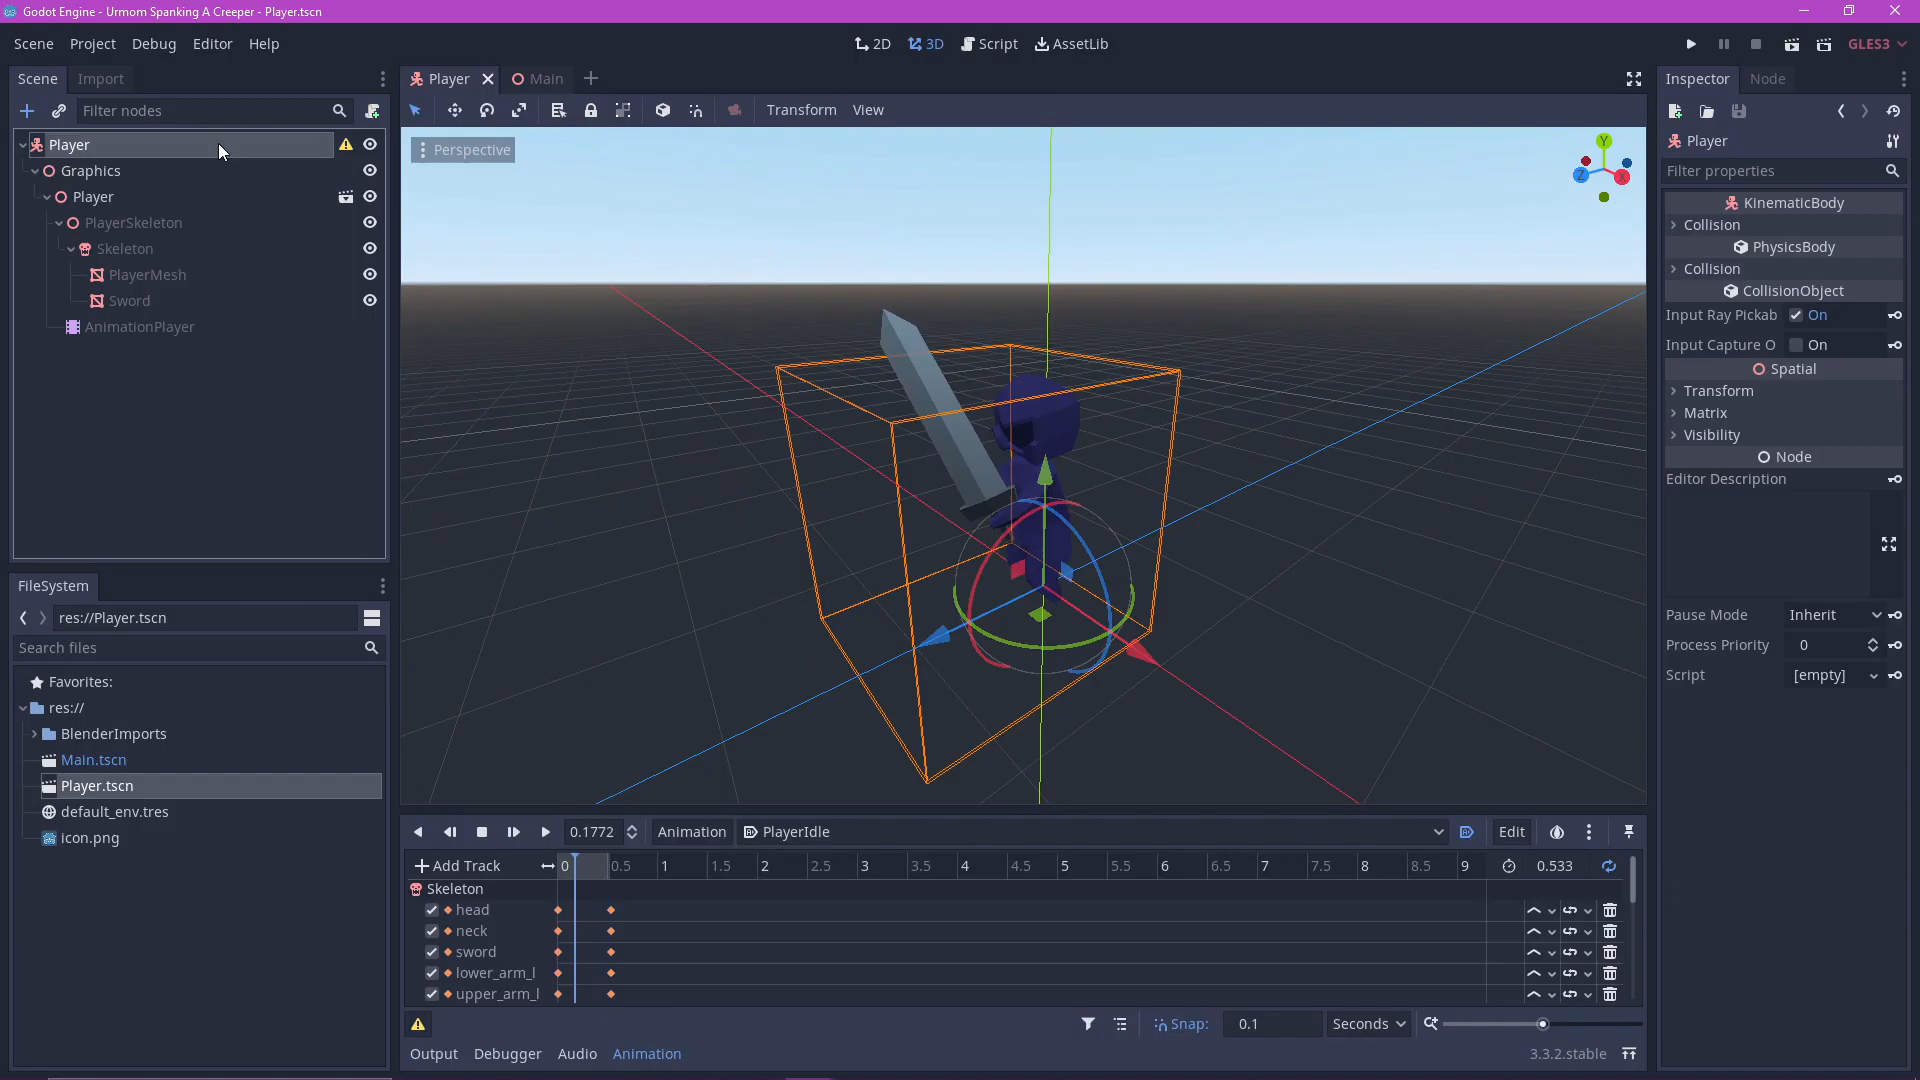 Godot Engine - Urmom Spanking A Creeper - Player.tscn
Scene Project Debug Editor Help
2D 3D Script AssetLib
GLES3
Scene Import
Filter nodes
Player
Graphics
Player
PlayerSkeleton
Skeleton
PlayerMesh
Sword
AnimationPlayer
FileSystem
res://Player.tscn
Search files
Favorites:
res://
BlenderImports
Main.tscn
Player.tscn
default_env.tres
icon.png
Player Main
Transform View
Perspective
Y
Z X
0.1772 Animation PlayerIdle Edit
Add Track 0 0.5 1 1.5 2 2.5 3 3.5 4 4.5 5 5.5 6 6.5 7 7.5 8 8.5 9 0.533
Skeleton
head
neck
sword
lower_arm_l
upper_arm_l
Snap: 0.1 Seconds
Output Debugger Audio Animation 3.3.2.stable
Inspector Node
Player
Filter properties
KinematicBody
Collision
PhysicsBody
Collision
CollisionObject
Input Ray Pickab On
Input Capture O On
Spatial
Transform
Matrix
Visibility
Node
Editor Description
Pause Mode Inherit
Process Priority 0
Script [empty]